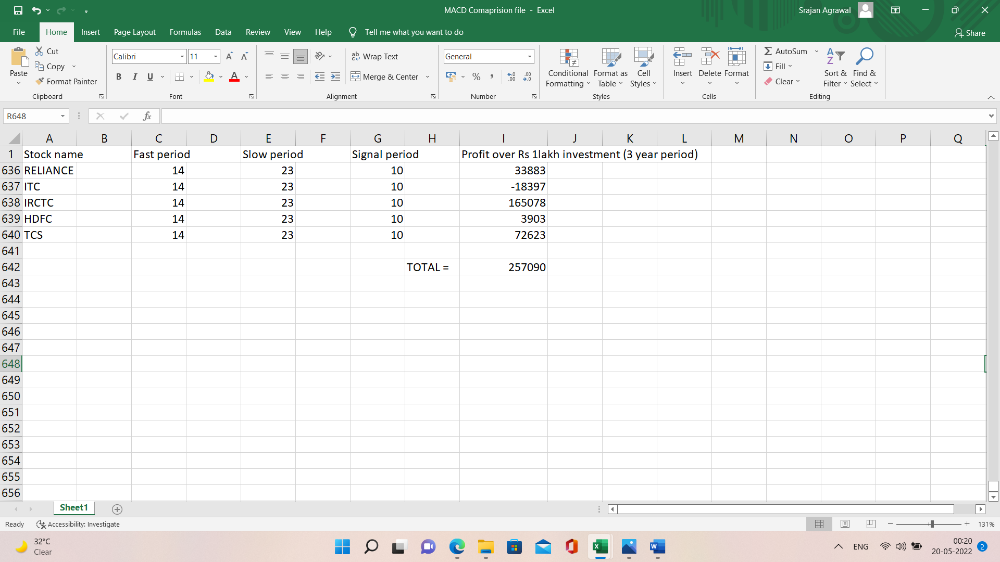 MACD Comaprision file - Excel
Srajan Agrawal
File Home Insert Page Layout Formulas Data Review View Help Tell me what you want to do
Share
Paste
Cut
Copy
Format Painter
Clipboard
Calibri 11
B I U
Font
Wrap Text
Merge & Center
Alignment
General
Number
Conditional Formatting
Format as Table
Cell Styles
Styles
Insert Delete Format
Cells
AutoSum
Fill
Clear
Sort & Filter
Find & Select
Editing
R648 fx
A B C D E F G H I J K L M N O P Q
1 Stock name Fast period Slow period Signal period Profit over Rs 1lakh investment (3 year period)
636 RELIANCE 14 23 10 33883
637 ITC 14 23 10 -18397
638 IRCTC 14 23 10 165078
639 HDFC 14 23 10 3903
640 TCS 14 23 10 72623
641
642 TOTAL = 257090
643
644
645
646
647
648
649
650
651
652
653
654
655
656
Sheet1
Ready Accessibility: Investigate 131%
32°C
Clear
ENG
00:20
20-05-2022
2